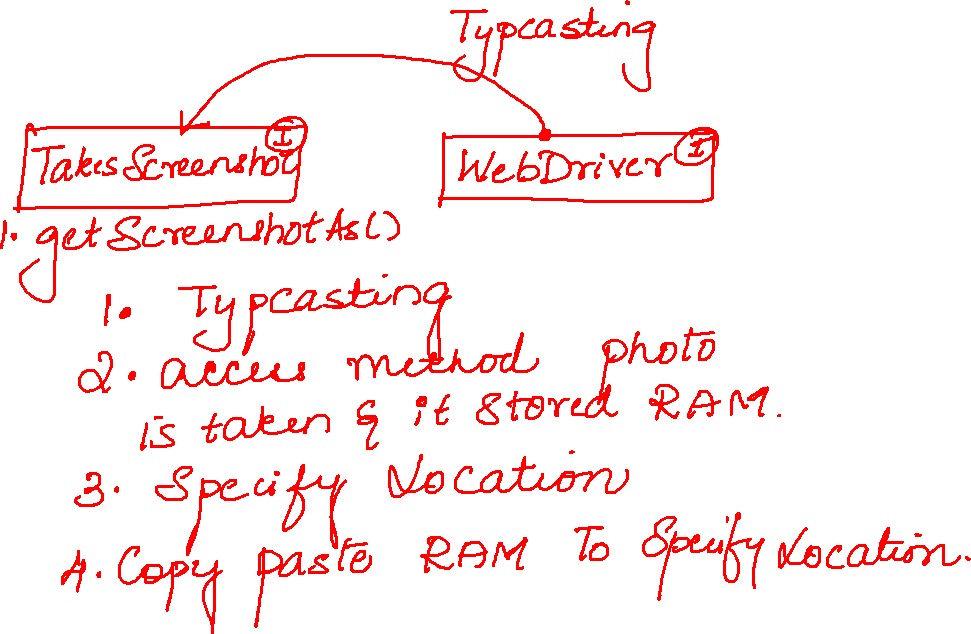 Typcasting
TakesScreenshot I
WebDriver I
1. getScreenshotAs()
1. Typcasting
2. access method photo
is taken & it stored RAM.
3. Specify Location
4. Copy paste RAM To Specify Location.